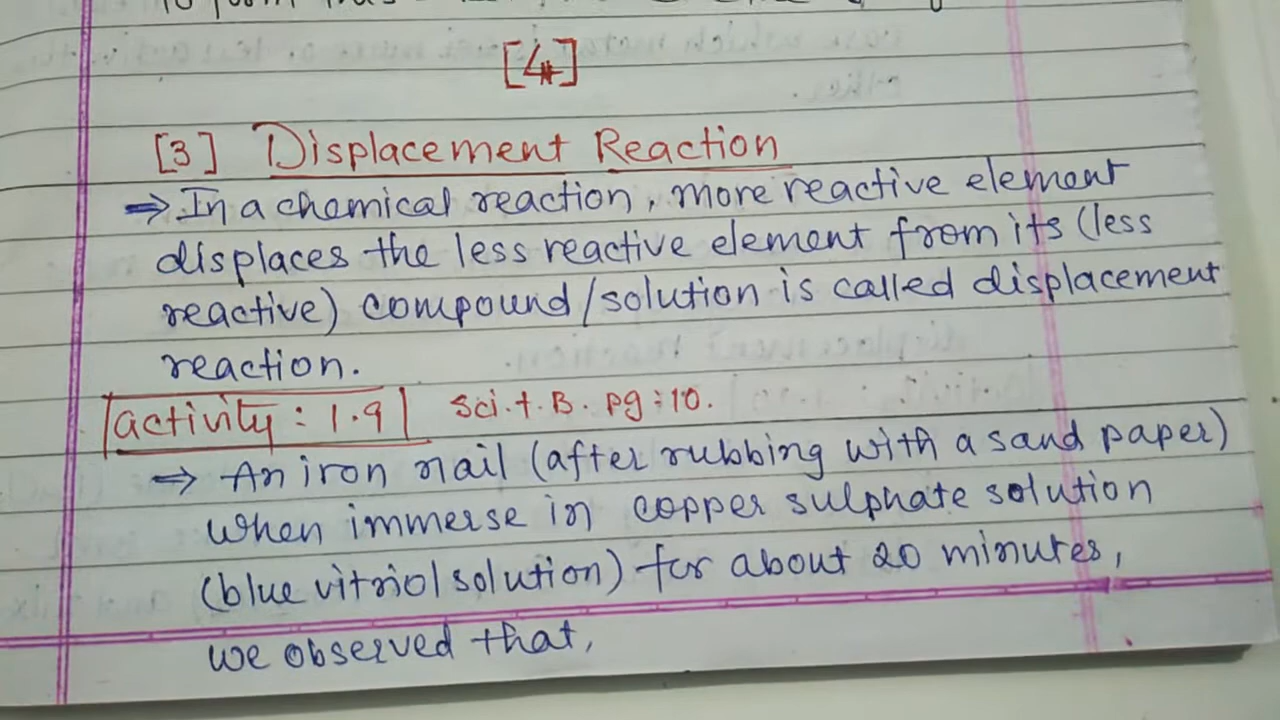 [4]
[3] Displacement Reaction
⇒ In a chemical reaction, more reactive element
displaces the less reactive element from its (less
reactive) compound/solution is called displacement
reaction.
activity : 1.9 Sci. t. B. pg : 10.
⇒ An iron nail (after rubbing with a sand paper)
when immerse in copper sulphate solution
(blue vitriol solution) for about 20 minutes,
we observed that,